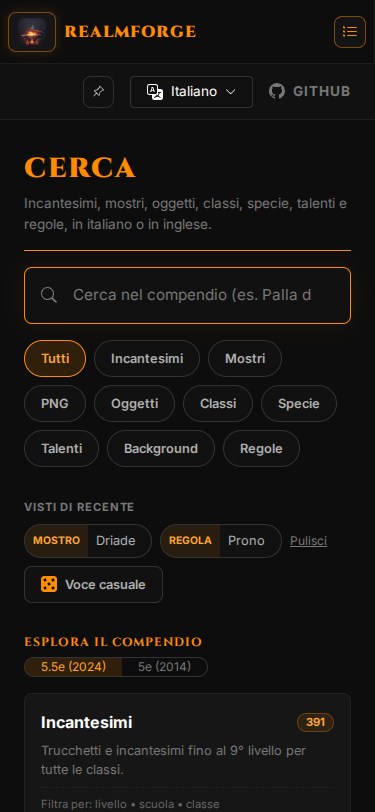 REALMFORGE
Italiano
GITHUB
CERCA
Incantesimi, mostri, oggetti, classi, specie, talenti e
regole, in italiano o in inglese.
Cerca nel compendio (es. Palla d
Tutti
Incantesimi
Mostri
PNG
Oggetti
Classi
Specie
Talenti
Background
Regole
VISTI DI RECENTE
MOSTRO Driade
REGOLA Prono
Pulisci
Voce casuale
ESPLORA IL COMPENDIO
5.5e (2024)
5e (2014)
Incantesimi
391
Trucchetti e incantesimi fino al 9° livello per
tutte le classi.
Filtra per: livello • scuola • classe